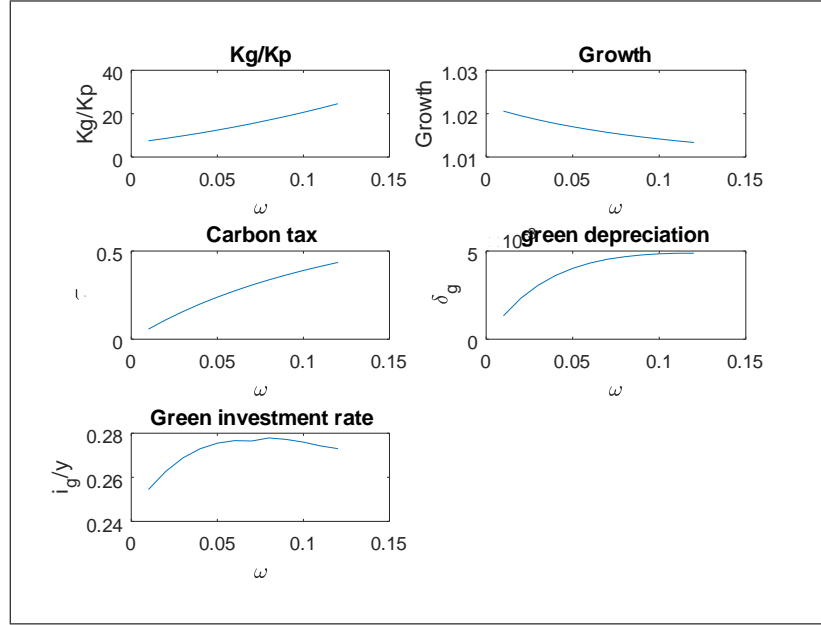 Kg/Kp
Growth
Kg/Kp
40
20
0
0
0.05
0.1
0.15
ω
Growth
1.03
1.02
1.01
0
0.05
0.1
0.15
ω
Carbon tax
green depreciation
0.5
0
0
0.05
0.1
0.15
ω
δg
5
0
0
0.05
0.1
0.15
ω
Green investment rate
ig/y
0.28
0.26
0.24
0
0.05
0.1
0.15
ω